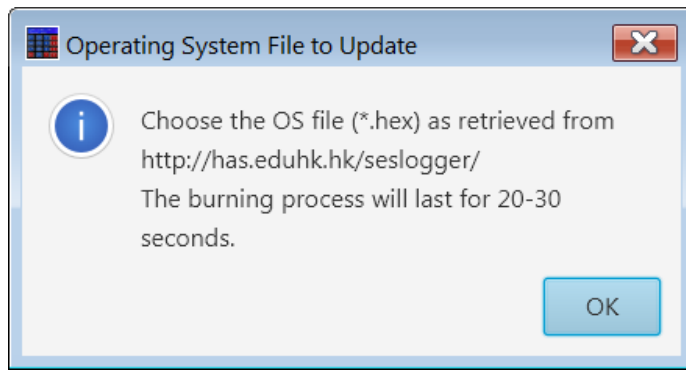 Operating System File to Update
Choose the OS file (*.hex) as retrieved from
http://has.eduhk.hk/seslogger/
The burning process will last for 20-30
seconds.
OK